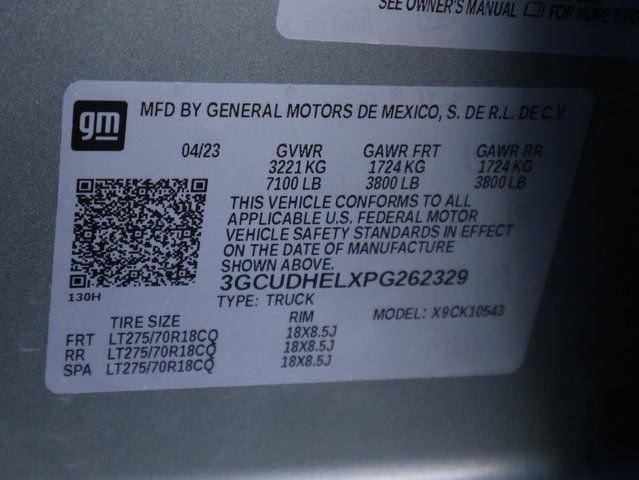 SEE OWNER'S MANUAL FOR MORE INFO
gm
MFD BY GENERAL MOTORS DE MEXICO, S. DE R.L. DE C.V.
04/23 GVWR GAWR FRT GAWR RR
3221 KG 1724 KG 1724 KG
7100 LB 3800 LB 3800 LB
THIS VEHICLE CONFORMS TO ALL
APPLICABLE U.S. FEDERAL MOTOR
VEHICLE SAFETY STANDARDS IN EFFECT
ON THE DATE OF MANUFACTURE
SHOWN ABOVE.
3GCUDHELXPG262329
130H
TYPE: TRUCK
MODEL: X9CK10543
TIRE SIZE RIM
FRT LT275/70R18CQ 18X8.5J
RR LT275/70R18CQ 18X8.5J
SPA LT275/70R18CQ 18X8.5J